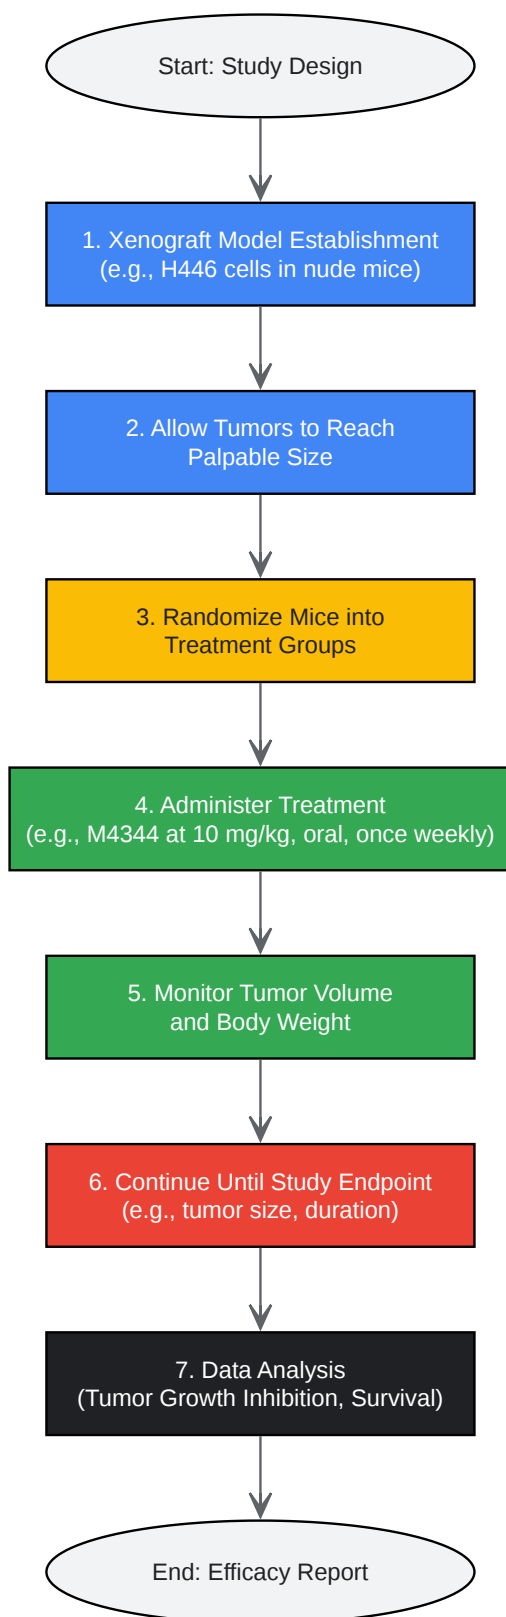 Start: Study Design
1. Xenograft Model Establishment
(e.g., H446 cells in nude mice)
2. Allow Tumors to Reach
Palpable Size
3. Randomize Mice into
Treatment Groups
4. Administer Treatment
(e.g., M4344 at 10 mg/kg, oral, once weekly)
5. Monitor Tumor Volume
and Body Weight
6. Continue Until Study Endpoint
(e.g., tumor size, duration)
7. Data Analysis
(Tumor Growth Inhibition, Survival)
End: Efficacy Report